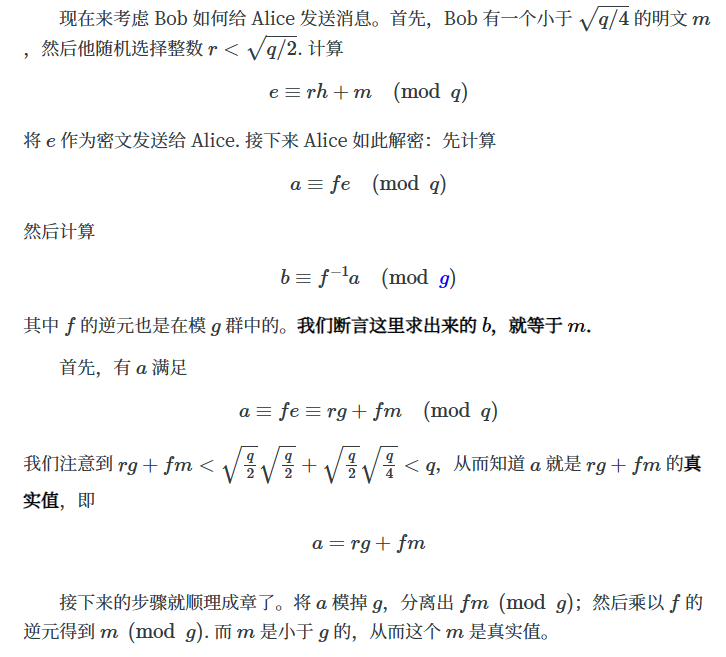 现在来考虑 Bob 如何给 Alice 发送消息。首先，Bob 有一个小于 $\sqrt{q/4}$ 的明文 $m$
，然后他随机选择整数 $r < \sqrt{q/2}$. 计算
$e \equiv rh + m \pmod{q}$
将 $e$ 作为密文发送给 Alice. 接下来 Alice 如此解密：先计算
$a \equiv fe \pmod{q}$
然后计算
$b \equiv f^{-1}a \pmod{g}$
其中 $f$ 的逆元也是在模 $g$ 群中的。我们断言这里求出来的 $b$，就等于 $m$.
首先，有 $a$ 满足
$a \equiv fe \equiv rg + fm \pmod{q}$
我们注意到 $rg + fm < \sqrt{\frac{q}{2}}\sqrt{\frac{q}{2}} + \sqrt{\frac{q}{2}}\sqrt{\frac{q}{4}} < q$，从而知道 $a$ 就是 $rg + fm$ 的真
实值，即
$a = rg + fm$
接下来的步骤就顺理成章了。将 $a$ 模掉 $g$，分离出 $fm \pmod{g}$；然后乘以 $f$ 的
逆元得到 $m \pmod{g}$. 而 $m$ 是小于 $g$ 的，从而这个 $m$ 是真实值。